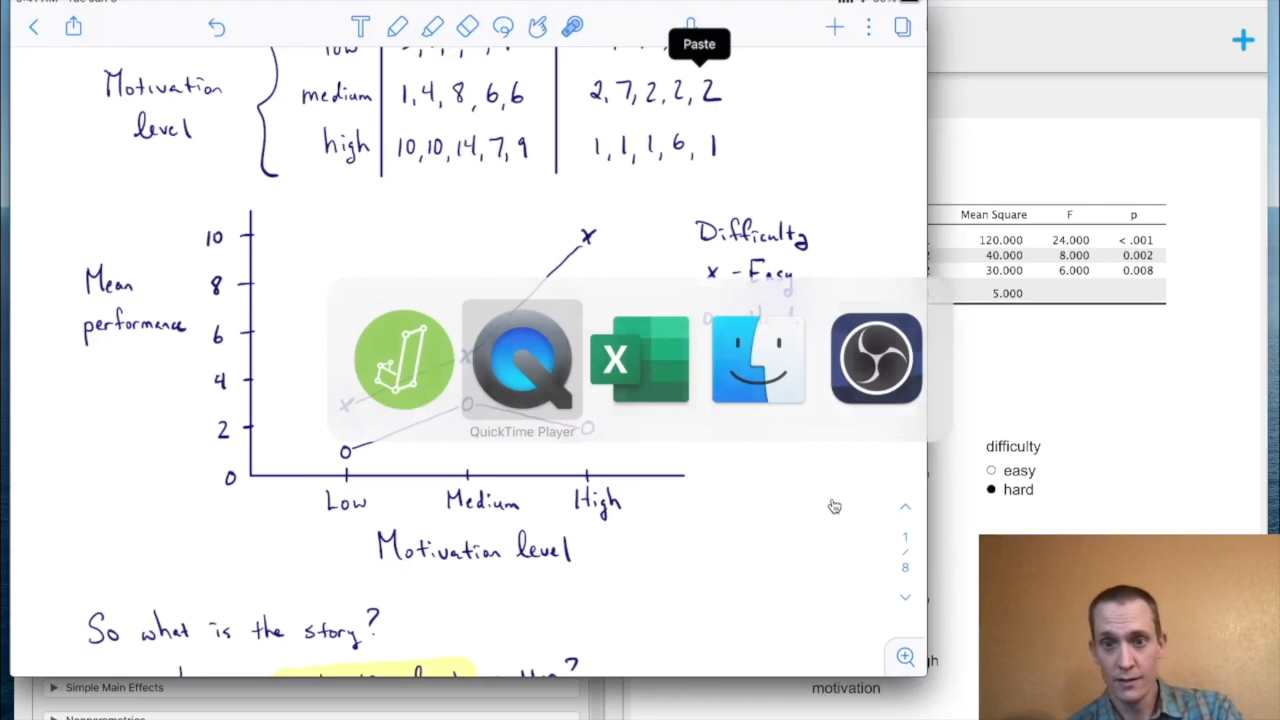 Paste
Motivation level
medium 1,4,8,6,6 2,7,2,2,2
high 10,10,14,7,9 1,1,1,6,1
Mean performance
10
8
6
4
2
0
Low Medium High
Motivation level
Difficulty
x - Easy
QuickTime Player
So what is the story?
1
/
8
Mean Square F p
120.000 24.000 < .001
40.000 8.000 0.002
30.000 6.000 0.008
5.000
difficulty
easy
hard
motivation
Simple Main Effects